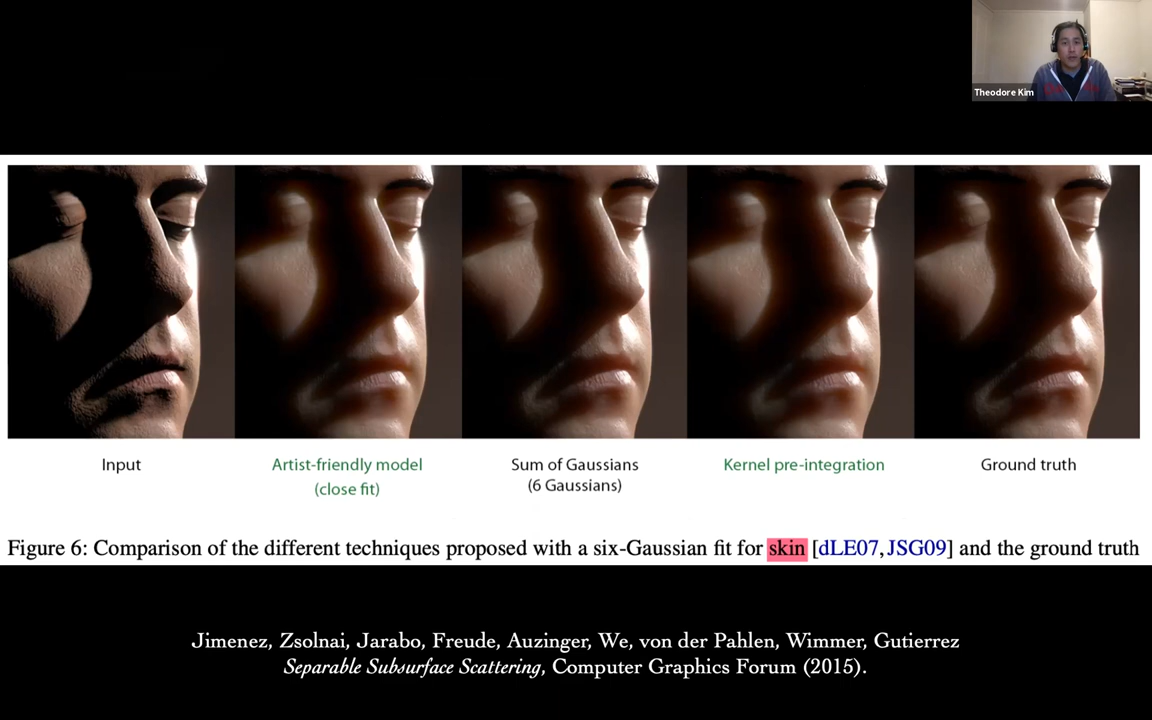 Theodore Kim
Input
Artist-friendly model
(close fit)
Sum of Gaussians
(6 Gaussians)
Kernel pre-integration
Ground truth
Figure 6: Comparison of the different techniques proposed with a six-Gaussian fit for skin [dLE07, JSG09] and the ground truth
Jimenez, Zsolnai, Jarabo, Freude, Auzinger, We, von der Pahlen, Wimmer, Gutierrez
Separable Subsurface Scattering, Computer Graphics Forum (2015).